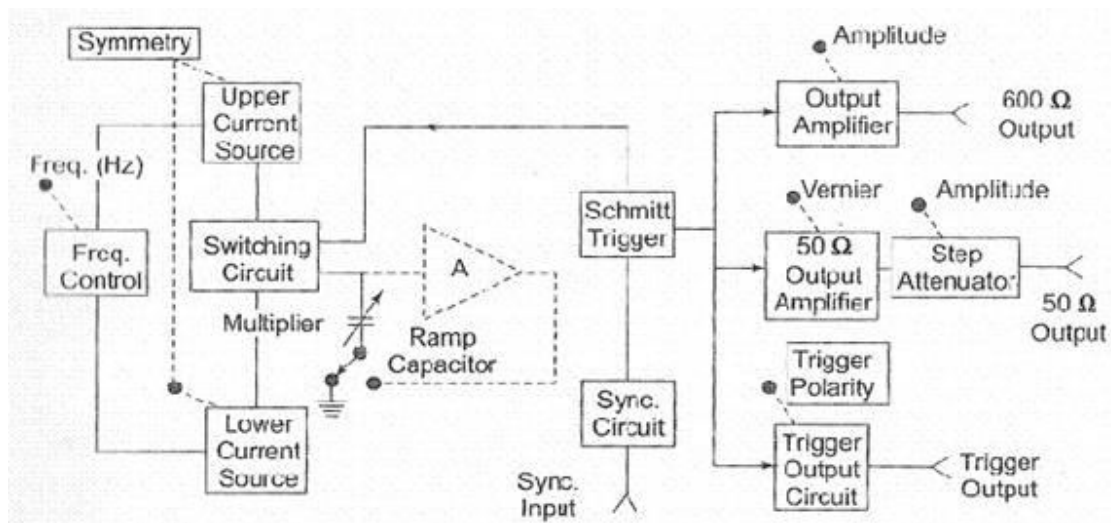 Symmetry
Upper
Current
Source
Freq. (Hz)
Freq.
Control
Switching
Circuit
Multiplier
A
Ramp
Capacitor
Lower
Current
Source
Schmitt
Trigger
Sync.
Circuit
Sync.
Input
Amplitude
Output
Amplifier
600 Ω
Output
Vernier
Amplitude
50 Ω
Output
Amplifier
Step
Attenuator
50 Ω
Output
Trigger
Polarity
Trigger
Output
Circuit
Trigger
Output